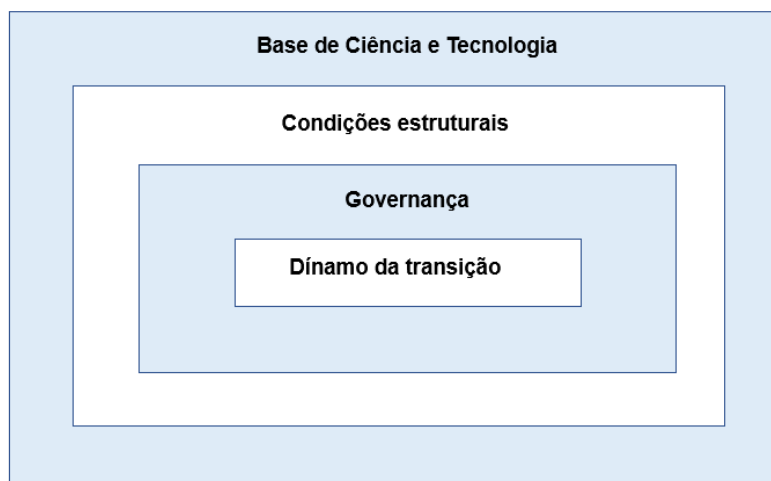 Base de Ciência e Tecnologia
Condições estruturais
Governança
Dínamo da transição